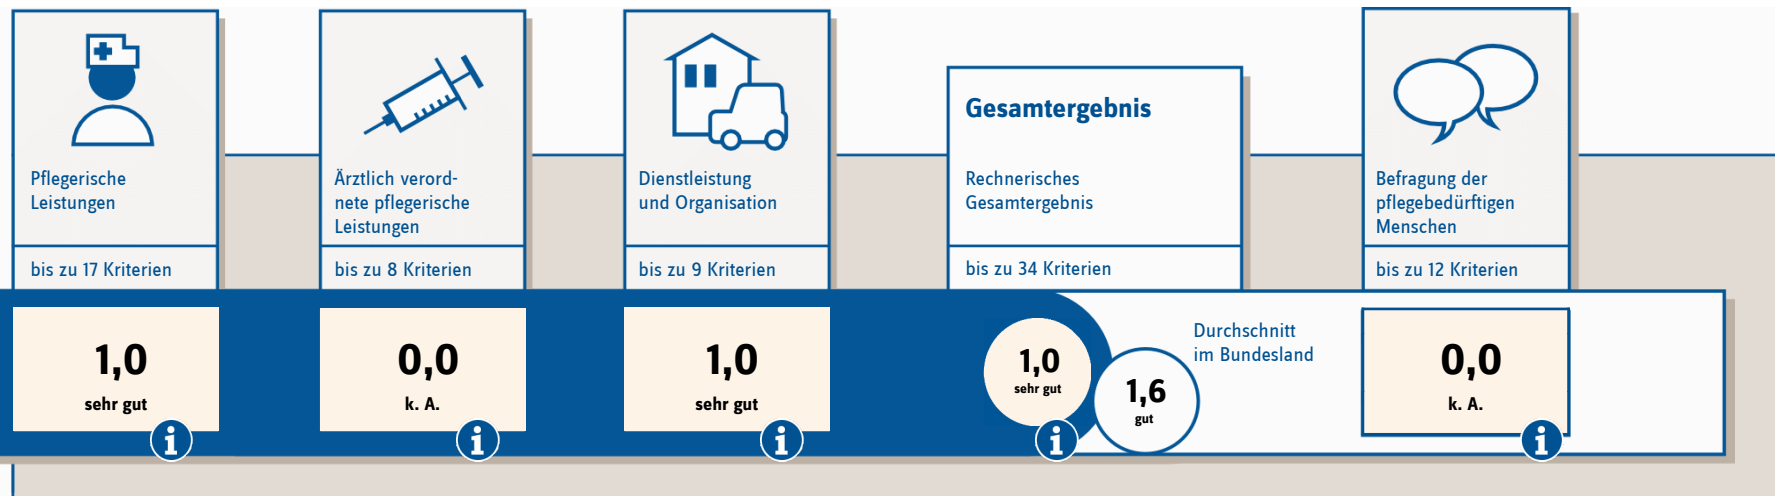 Pflegerische
Leistungen
bis zu 17 Kriterien
1,0
sehr gut
Ärztlich verord-
nete pflegerische
Leistungen
bis zu 8 Kriterien
0,0
k. A.
Dienstleistung
und Organisation
bis zu 9 Kriterien
1,0
sehr gut
Gesamtergebnis
Rechnerisches
Gesamtergebnis
bis zu 34 Kriterien
1,0
sehr gut
1,6
gut
Durchschnitt
im Bundesland
Befragung der
pflegebedürftigen
Menschen
bis zu 12 Kriterien
0,0
k. A.